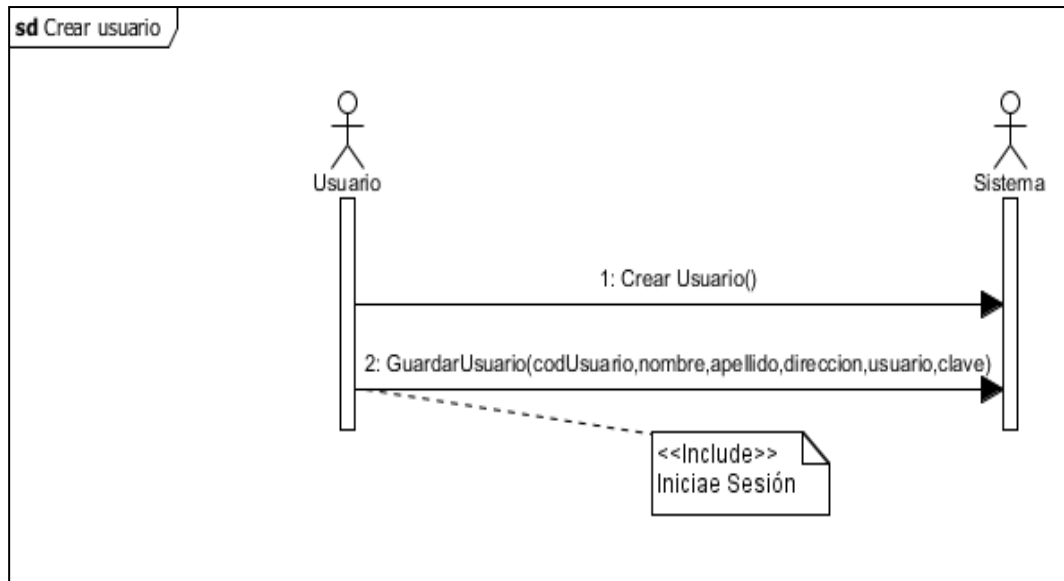 sd Crear usuario
Usuario
Sistema
1: Crear Usuario()
2: GuardarUsuario(codUsuario,nombre,apellido,direccion,usuario,clave)
<<Include>>
Iniciae Sesión